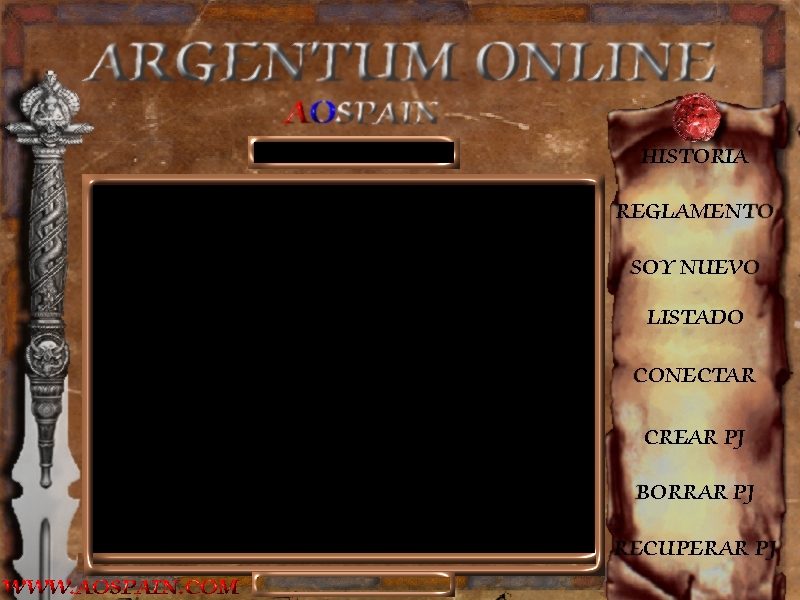 ARGENTUM ONLINE
AOSPAIN
HISTORIA
REGLAMENTO
SOY NUEVO
LISTADO
CONECTAR
CREAR PJ
BORRAR PJ
RECUPERAR PJ
WWW.AOSPAIN.COM